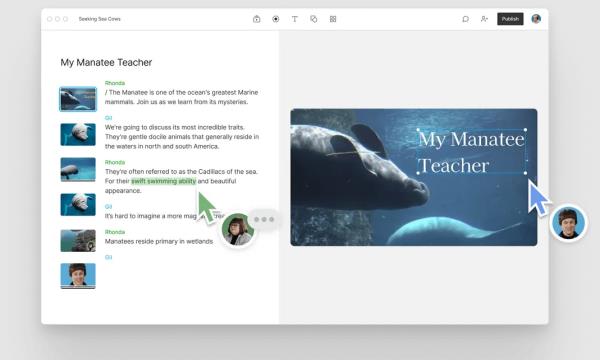 Seeking Sea Cows
Publish
My Manatee Teacher
Rhonda
/ The Manatee is one of the ocean's greatest Marine
mammals. Join us as we learn from its mysteries.
Gil
We're going to discuss its most incredible traits.
They're gentle docile animals that generally reside in
the waters in north and south America.
Rhonda
They're often referred to as the Cadillacs of the sea.
For their swift swimming ability and beautiful
appearance.
Gil
It's hard to imagine a more
Rhonda
Manatees reside primary in wetlands
Gil
My Manatee
Teacher